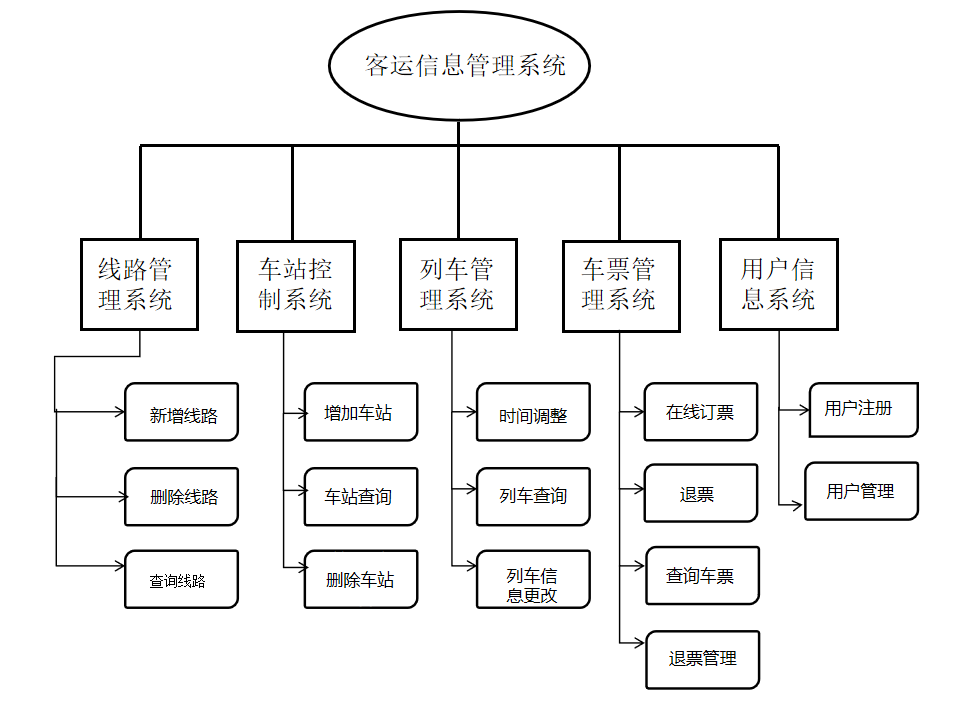 客运信息管理系统
线路管
理系统
车站控
制系统
列车管
理系统
车票管
理系统
用户信
息系统
新增线路
增加车站
时间调整
在线订票
用户注册
删除线路
车站查询
列车查询
退票
用户管理
查询线路
删除车站
列车信
息更改
查询车票
退票管理